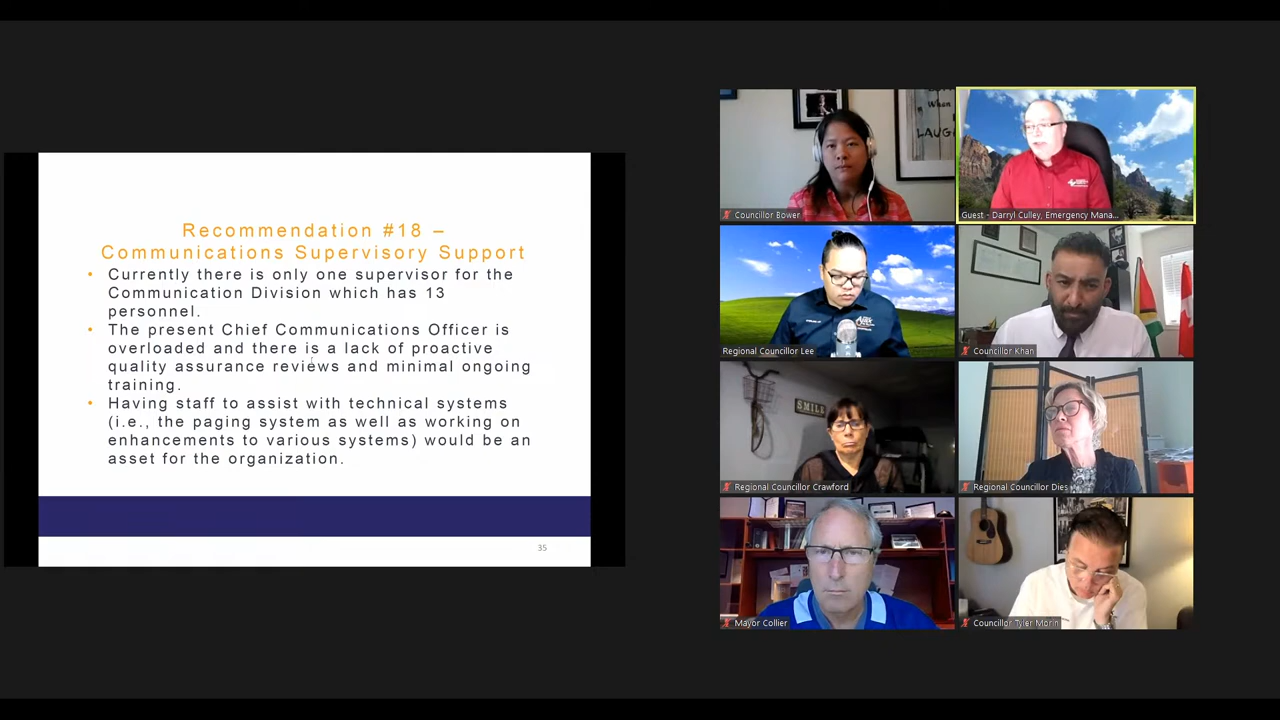 Recommendation #18 –
Communications Supervisory Support
• Currently there is only one supervisor for the
Communication Division which has 13
personnel.
• The present Chief Communications Officer is
overloaded and there is a lack of proactive
quality assurance reviews and minimal ongoing
training.
• Having staff to assist with technical systems
(i.e., the paging system as well as working on
enhancements to various systems) would be an
asset for the organization.
35
When
LAUG
Councillor Bower
Guest - Darryl Culley, Emergency Mana...
Regional Councillor Lee
Councillor Khan
SMILE
Regional Councillor Crawford
Regional Councillor Dies
Mayor Collier
Councillor Tyler Morin